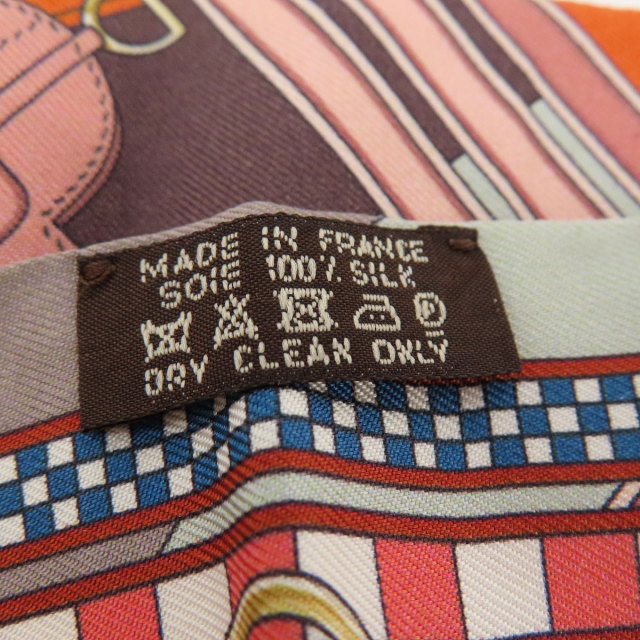 MADE IN FRANCE
SOIE 100% SILK
P
DRY CLEAN ONLY